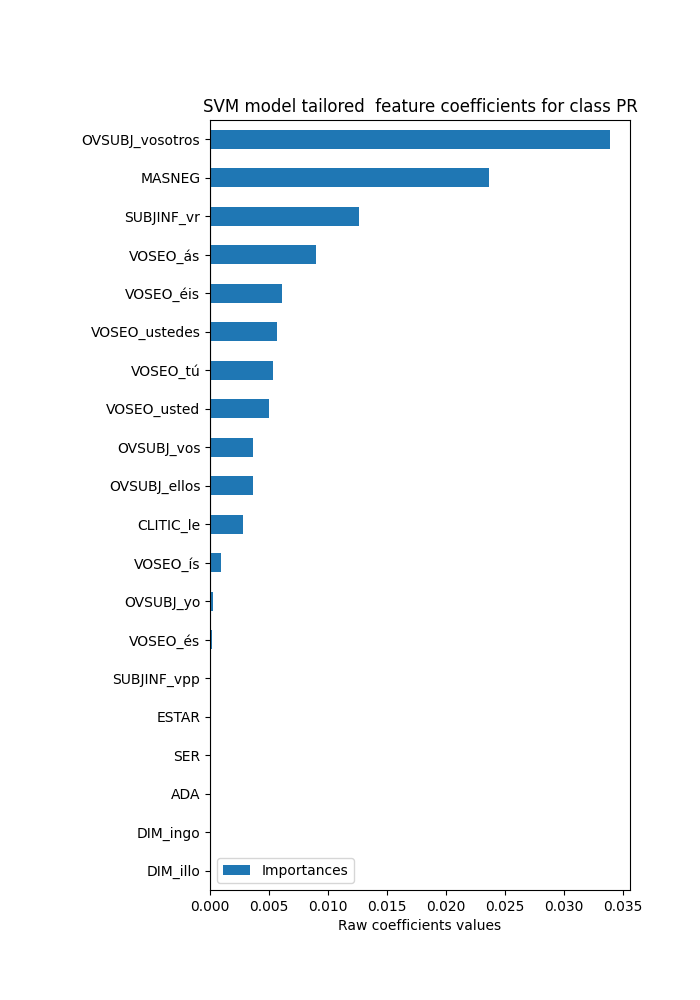 SVM model tailored  feature coefficients for class PR
OVSUBJ_vosotros
MASNEG
SUBJINF_vr
VOSEO_ás
VOSEO_éis
VOSEO_ustedes
VOSEO_tú
VOSEO_usted
OVSUBJ_vos
OVSUBJ_ellos
CLITIC_le
VOSEO_ís
OVSUBJ_yo
VOSEO_és
SUBJINF_vpp
ESTAR
SER
ADA
DIM_ingo
DIM_illo
Importances
0.000 0.005 0.010 0.015 0.020 0.025 0.030 0.035
Raw coefficients values